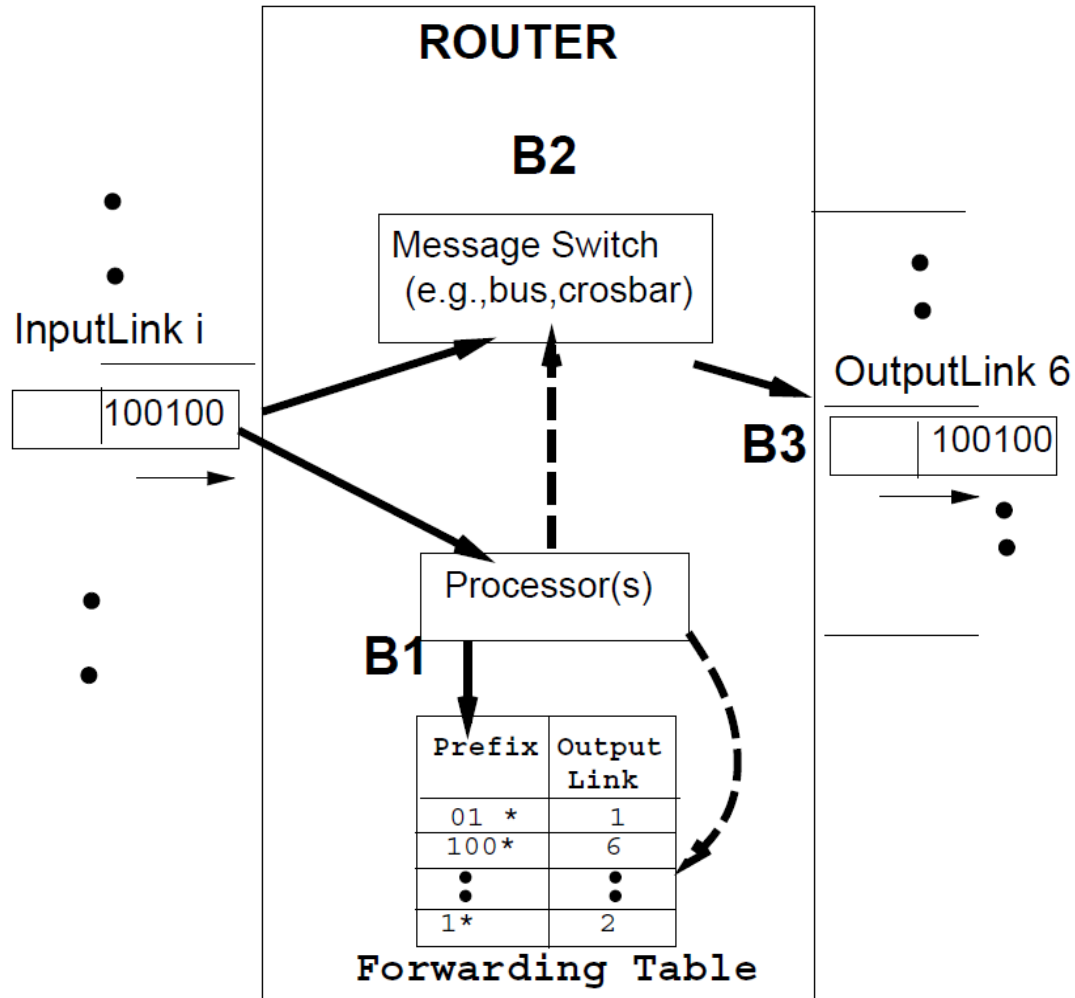 ROUTER
B2
Message Switch
(e.g.,bus,crosbar)
InputLink i
100100
OutputLink 6
B3
100100
Processor(s)
B1
Prefix Output
Link
01 * 1
100* 6
1* 2
Forwarding Table